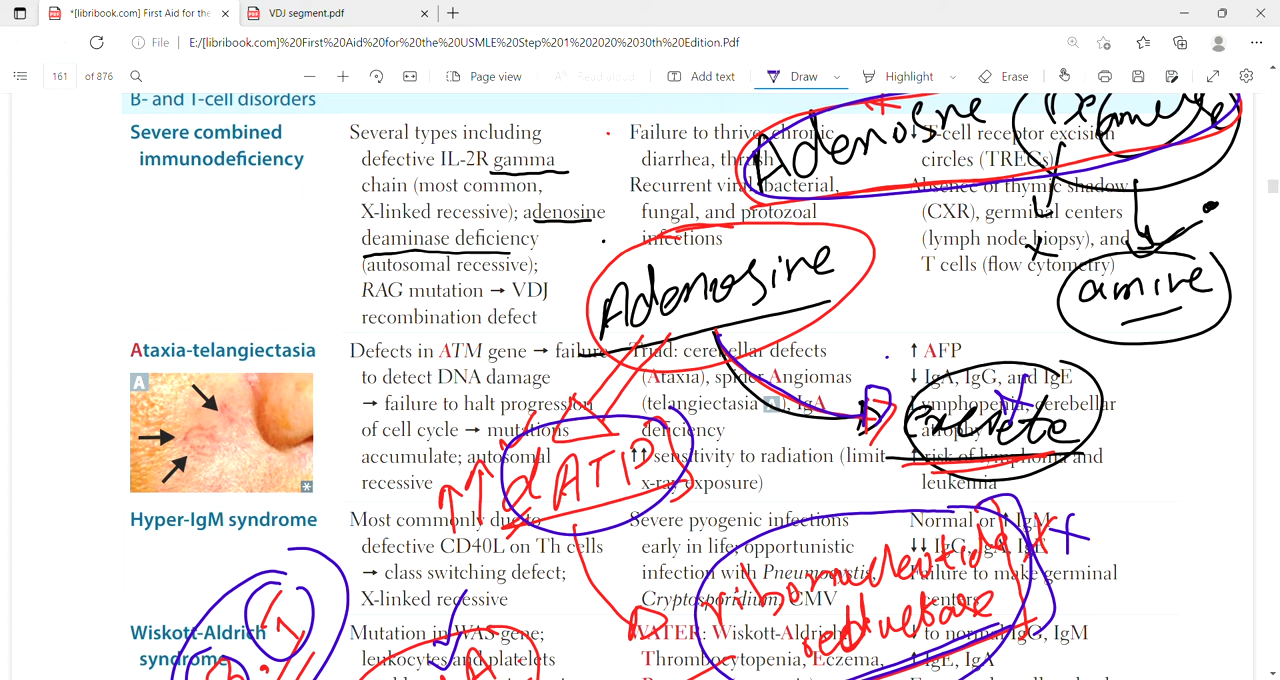 *[libribook.com] First Aid for the
VDJ segment.pdf
File
E:/[libribook.com]%20First%20Aid%20for%20the%20USMLE%20Step%201%202020%2030th%20Edition.Pdf
161 of 876
Page view
Read aloud
Add text
Draw
Highlight
Erase
B- and T-cell disorders
Severe combined
immunodeficiency
Several types including
defective IL-2R gamma
chain (most common,
X-linked recessive); adenosine
deaminase deficiency
(autosomal recessive);
RAG mutation → VDJ
recombination defect
Failure to thrive, chronic
diarrhea, thrush
Recurrent viral, bacterial,
fungal, and protozoal
infections
↓ T-cell receptor excision
circles (TRECs)
Absence of thymic shadow
(CXR), germinal centers
(lymph node biopsy), and
T cells (flow cytometry)
Adenosine
Adenosine
amine
Ataxia-telangiectasia
A
Defects in ATM gene → failure
to detect DNA damage
→ failure to halt progression
of cell cycle → mutations
accumulate; autosomal
recessive
Triad: cerebellar defects
(Ataxia), spider Angiomas
(telangiectasia A), IgA
deficiency
↑↑ sensitivity to radiation (limit
x-ray exposure)
↑ AFP
↓ IgA, IgG, and IgE
Lymphopenia, cerebellar
atrophy
↑ risk of lymphoma and
leukemia
↑↑ dATP
Hyper-IgM syndrome
Most commonly due to
defective CD40L on Th cells
→ class switching defect;
X-linked recessive
Severe pyogenic infections
early in life; opportunistic
infection with Pneumocystis,
Cryptosporidium, CMV
Normal or ↑ IgM
↓↓ IgG, IgA, IgE
Failure to make germinal
centers
ribonucleotide
Wiskott-Aldrich
syndrome
Mutation in WAS gene;
leukocytes and platelets
WATER: Wiskott-Aldrich:
Thrombocytopenia, Eczema,
↓ to normal IgG, IgM
↑ IgE, IgA